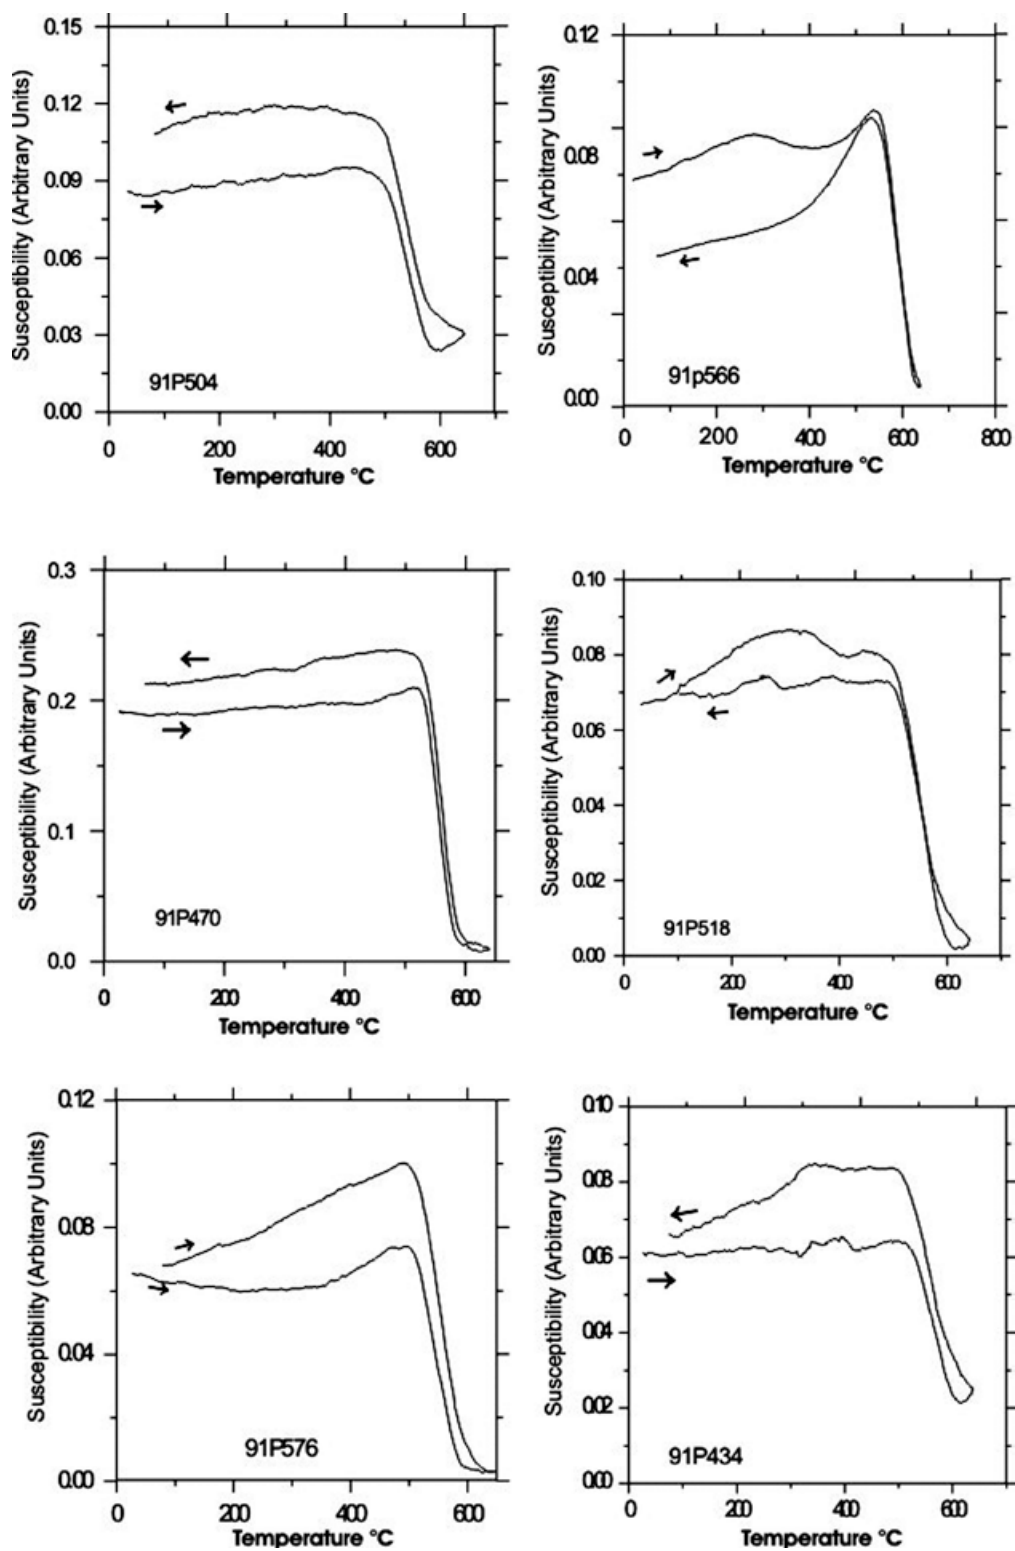 0.15
0.12
0.09
0.06
0.03
0.00
Susceptibility (Arbitrary Units)
91P504
0 200 400 600
Temperature °C
0.12
0.08
0.04
0.00
Susceptibility (Arbitrary Units)
91p566
0 200 400 600 800
Temperature °C
0.3
0.2
0.1
0.0
Susceptibility (Arbitrary Units)
91P470
0 200 400 600
Temperature °C
0.10
0.08
0.06
0.04
0.02
0.00
Susceptibility (Arbitrary Units)
91P518
0 200 400 600
Temperature °C
0.12
0.08
0.04
0.00
Susceptibility (Arbitrary Units)
91P576
0 200 400 600
Temperature °C
0.10
0.08
0.06
0.04
0.02
0.00
Susceptibility (Arbitrary Units)
91P434
0 200 400 600
Temperature °C